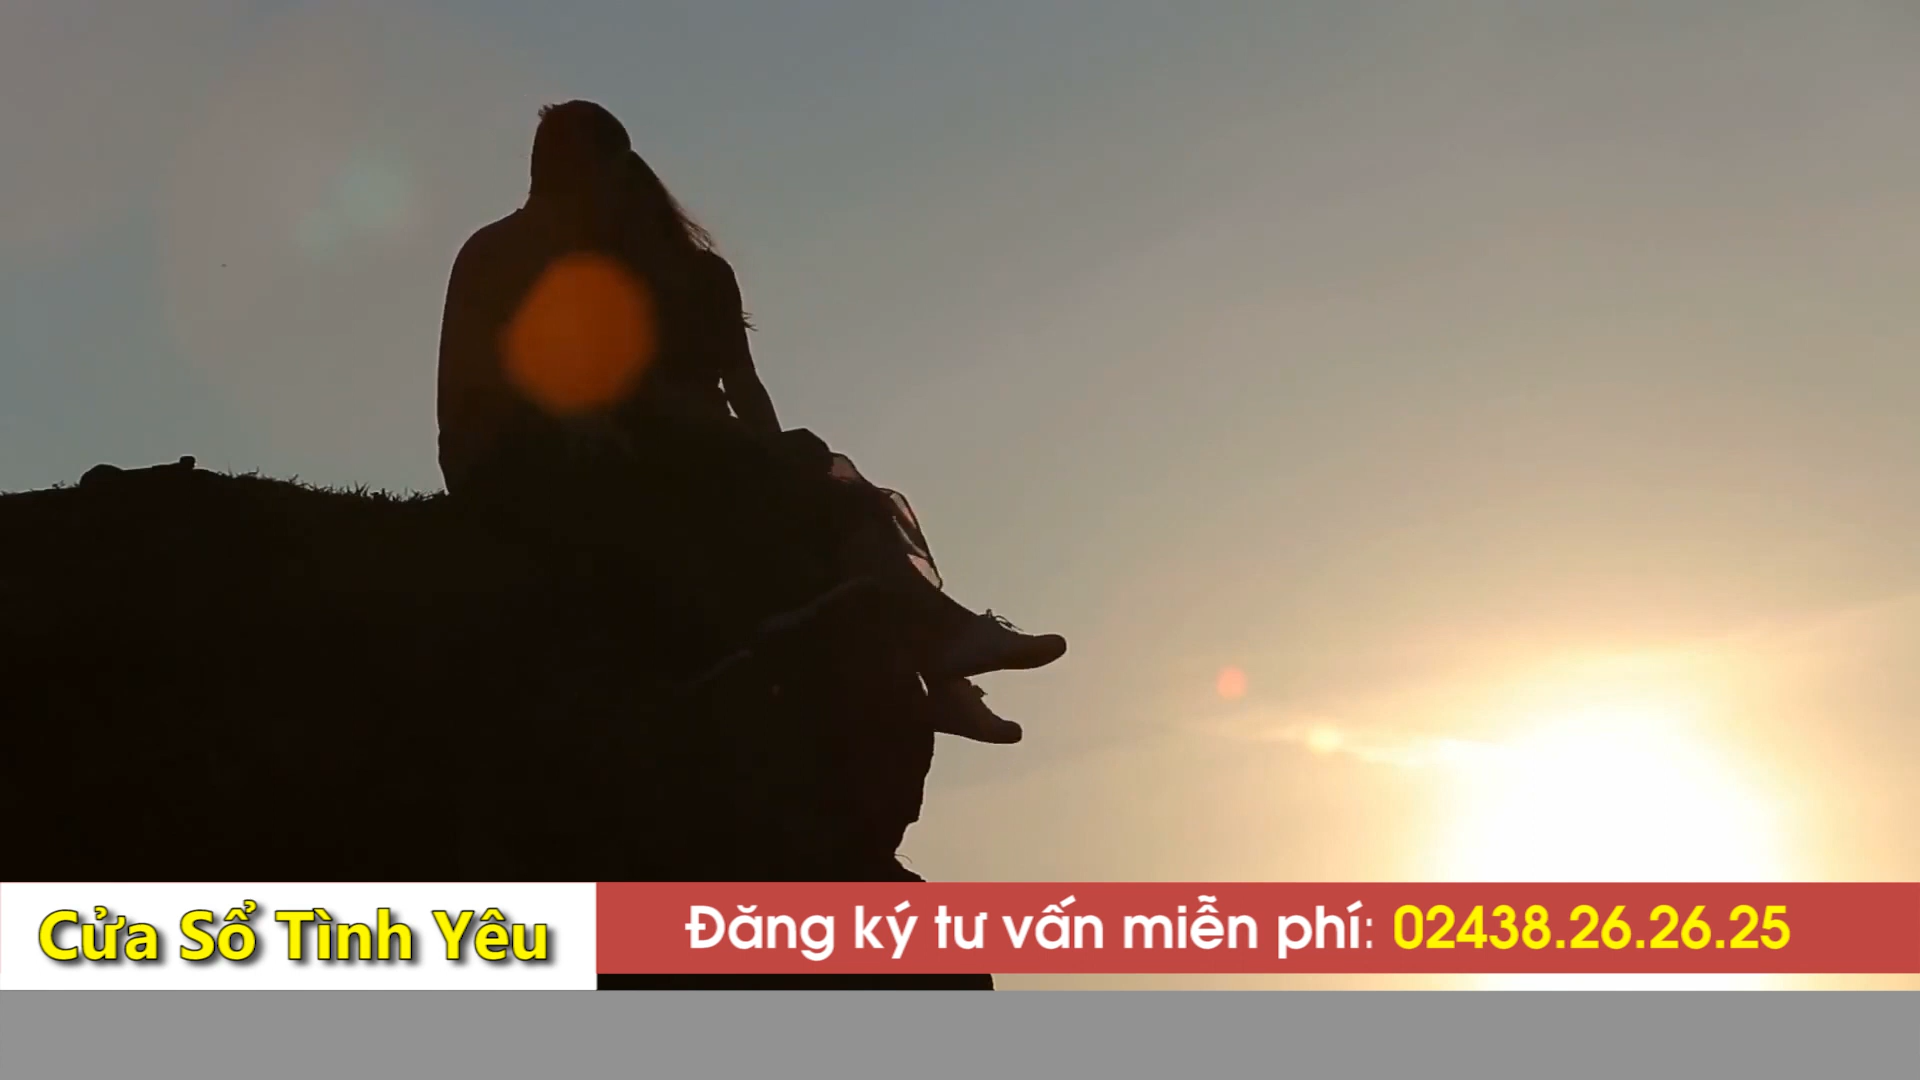 Cửa Sổ Tình Yêu
Đăng ký tư vấn miễn phí: 02438.26.26.25